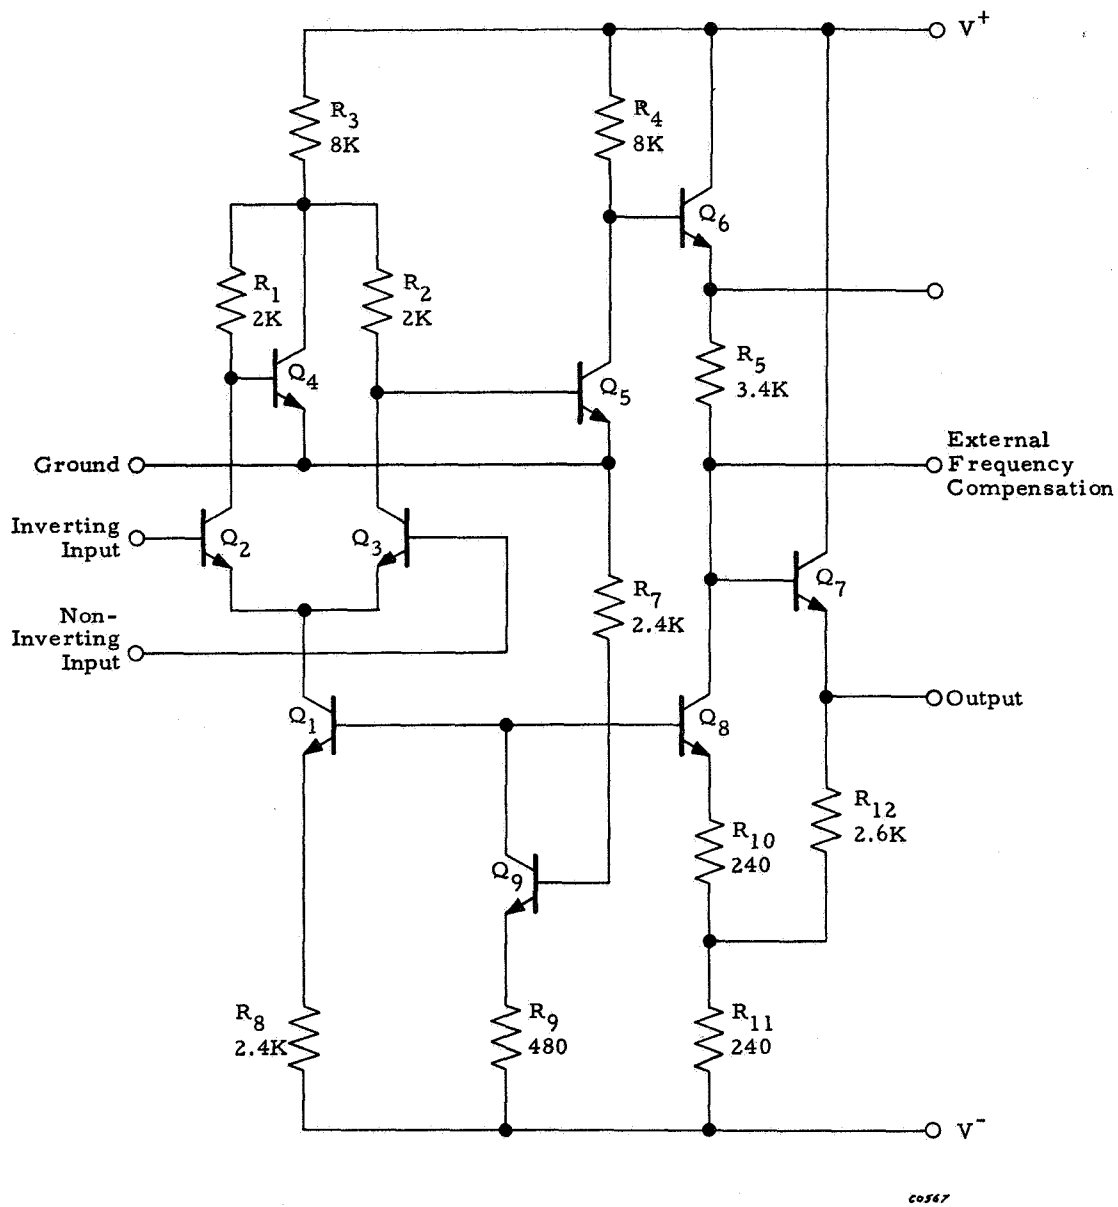 V+
R3
8K
R4
8K
Q6
R1
2K
R2
2K
Q4
Q5
R5
3.4K
External
Frequency
Compensation
Ground
Inverting
Input
Q2
Q3
Q7
Non-
Inverting
Input
R7
2.4K
Output
Q1
Q8
R12
2.6K
R10
240
Q9
R8
2.4K
R9
480
R11
240
V-
C0567